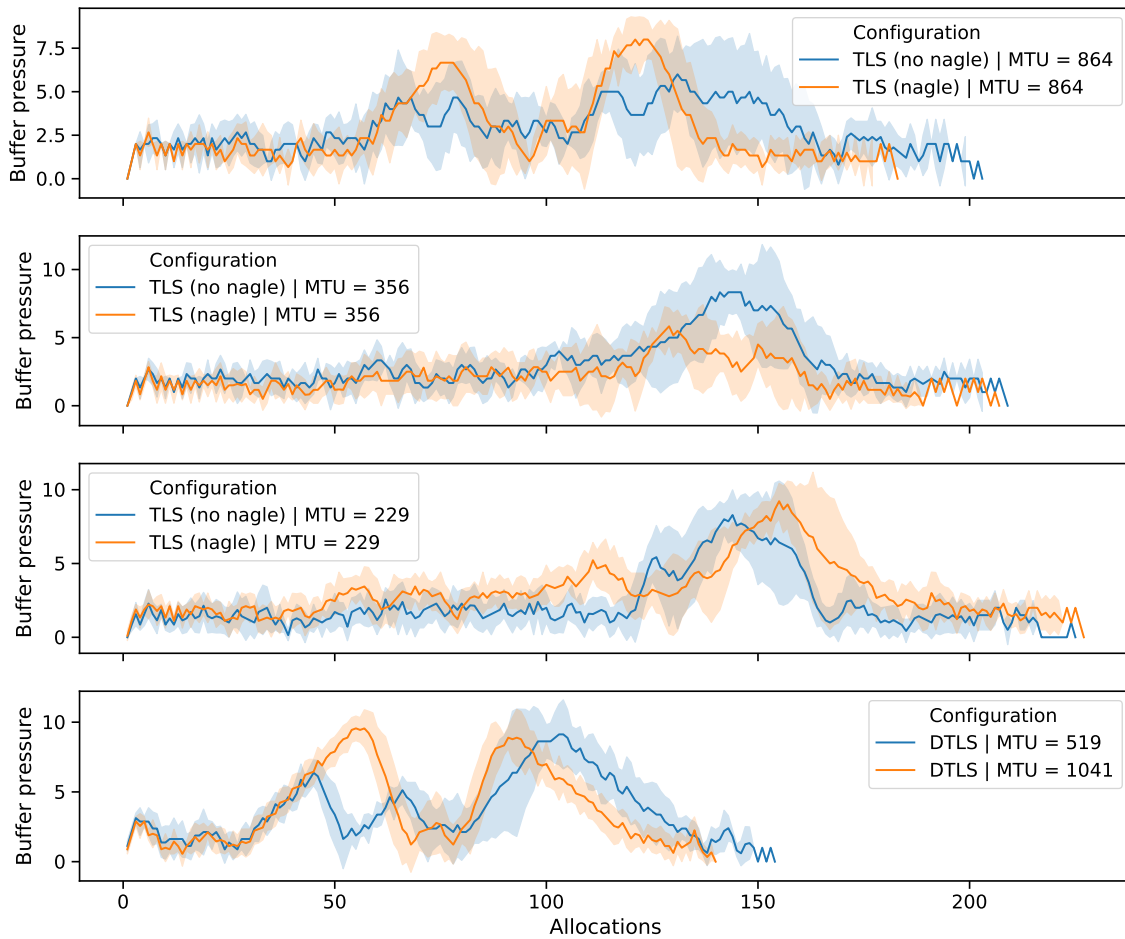 Buffer pressure
7.5
5.0
2.5
0.0
Configuration
TLS (no nagle) | MTU = 864
TLS (nagle) | MTU = 864
Buffer pressure
10
5
0
Configuration
TLS (no nagle) | MTU = 356
TLS (nagle) | MTU = 356
Buffer pressure
10
5
0
Configuration
TLS (no nagle) | MTU = 229
TLS (nagle) | MTU = 229
Buffer pressure
10
5
0
Configuration
DTLS | MTU = 519
DTLS | MTU = 1041
0 50 100 150 200
Allocations